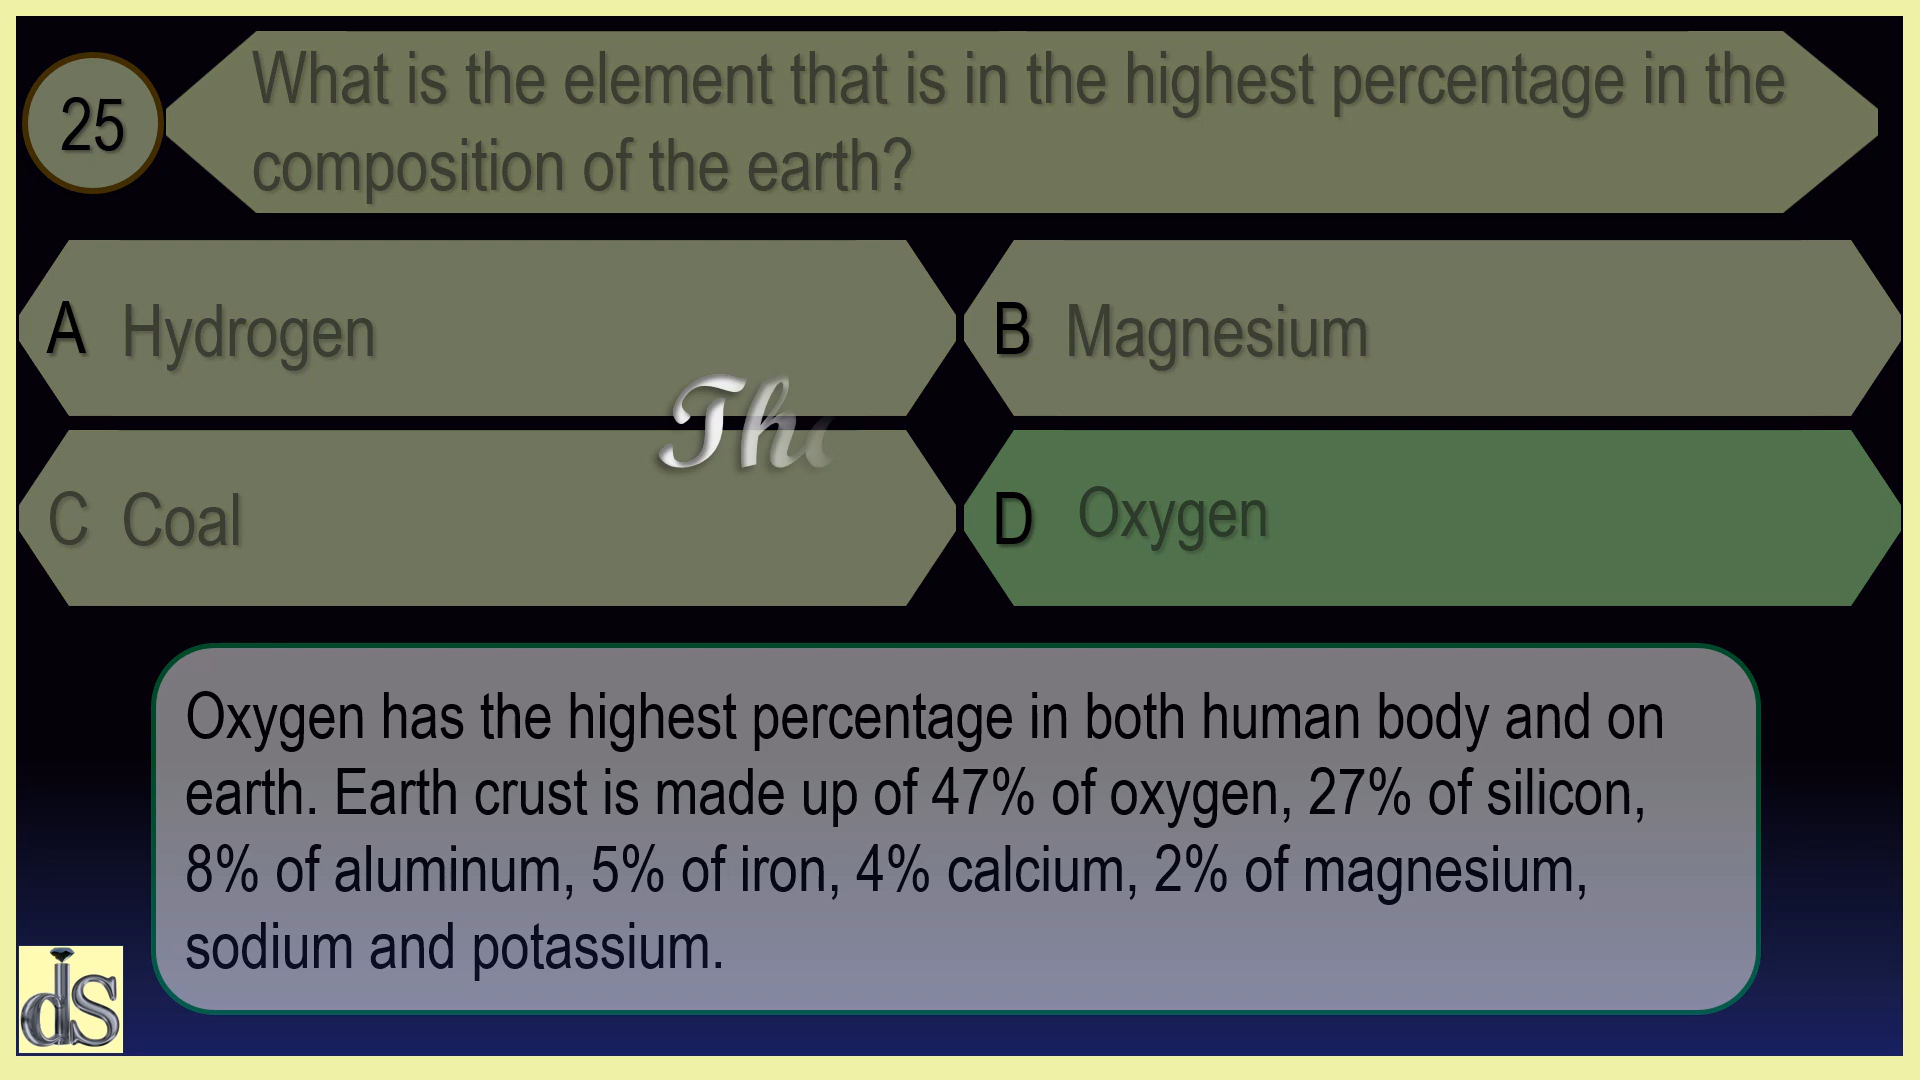 25
What is the element that is in the highest percentage in the
composition of the earth?
A Hydrogen
B Magnesium
C Coal
D Oxygen
Oxygen has the highest percentage in both human body and on
earth. Earth crust is made up of 47% of oxygen, 27% of silicon,
8% of aluminum, 5% of iron, 4% calcium, 2% of magnesium,
sodium and potassium.
ds